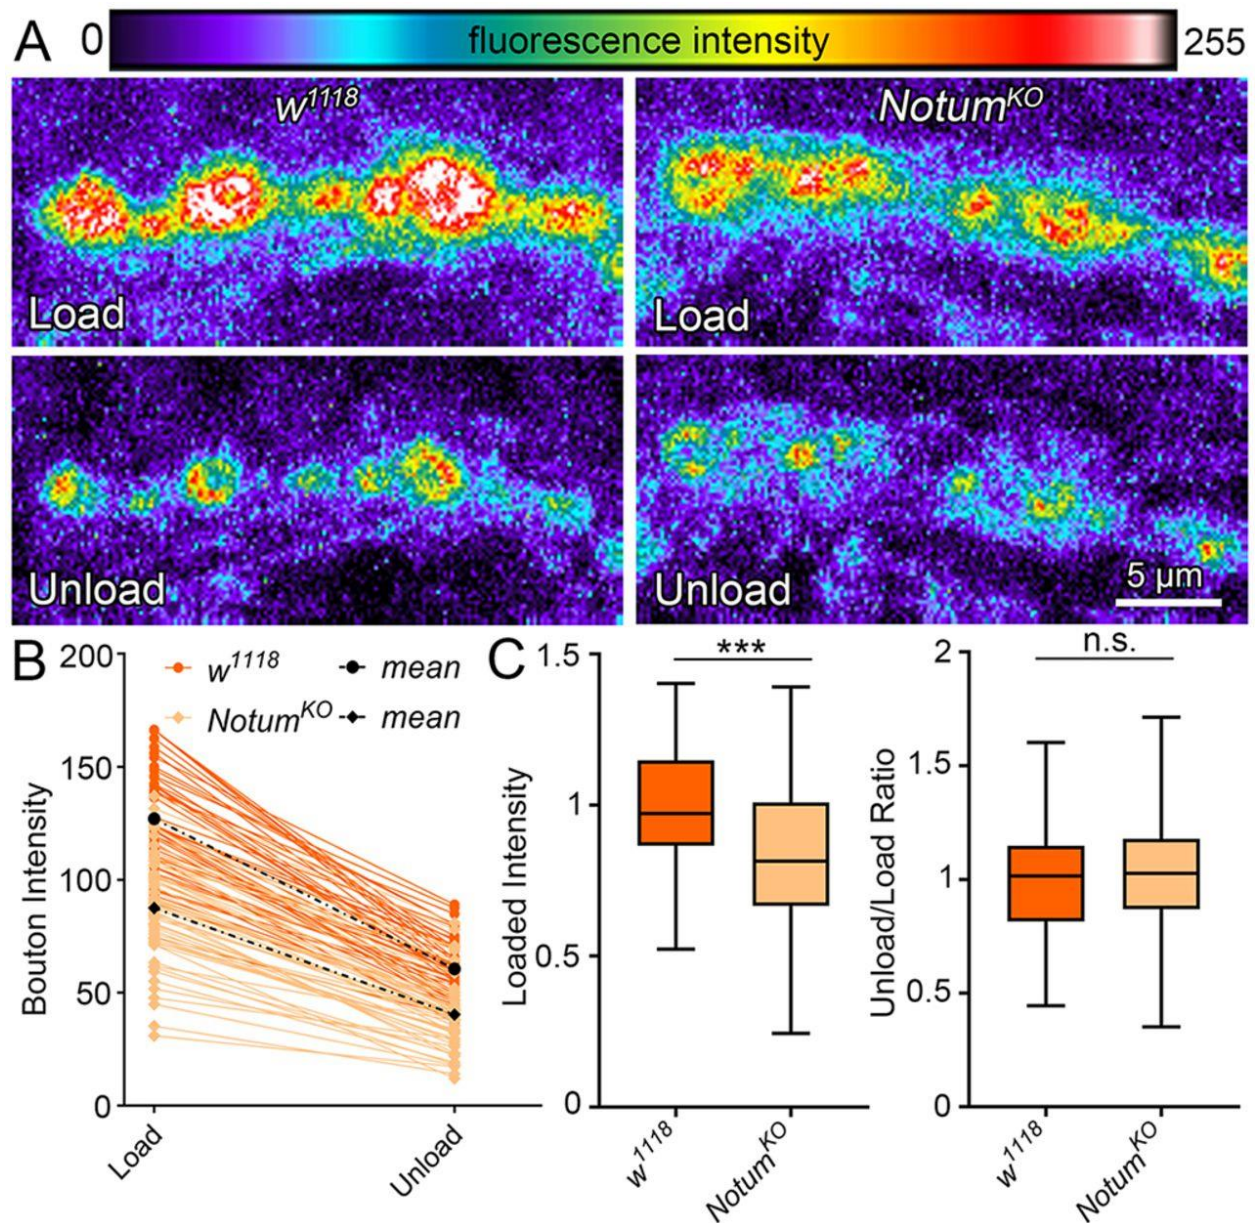 A 0 fluorescence intensity 255
w1118
NotumKO
Load
Load
Unload
Unload
5 µm
B
200
150
100
50
0
Bouton Intensity
w1118
mean
NotumKO
mean
Load
Unload
C
1.5
1
0.5
0
Loaded Intensity
***
w1118
NotumKO
2
1.5
1
0.5
0
Unload/Load Ratio
n.s.
w1118
NotumKO